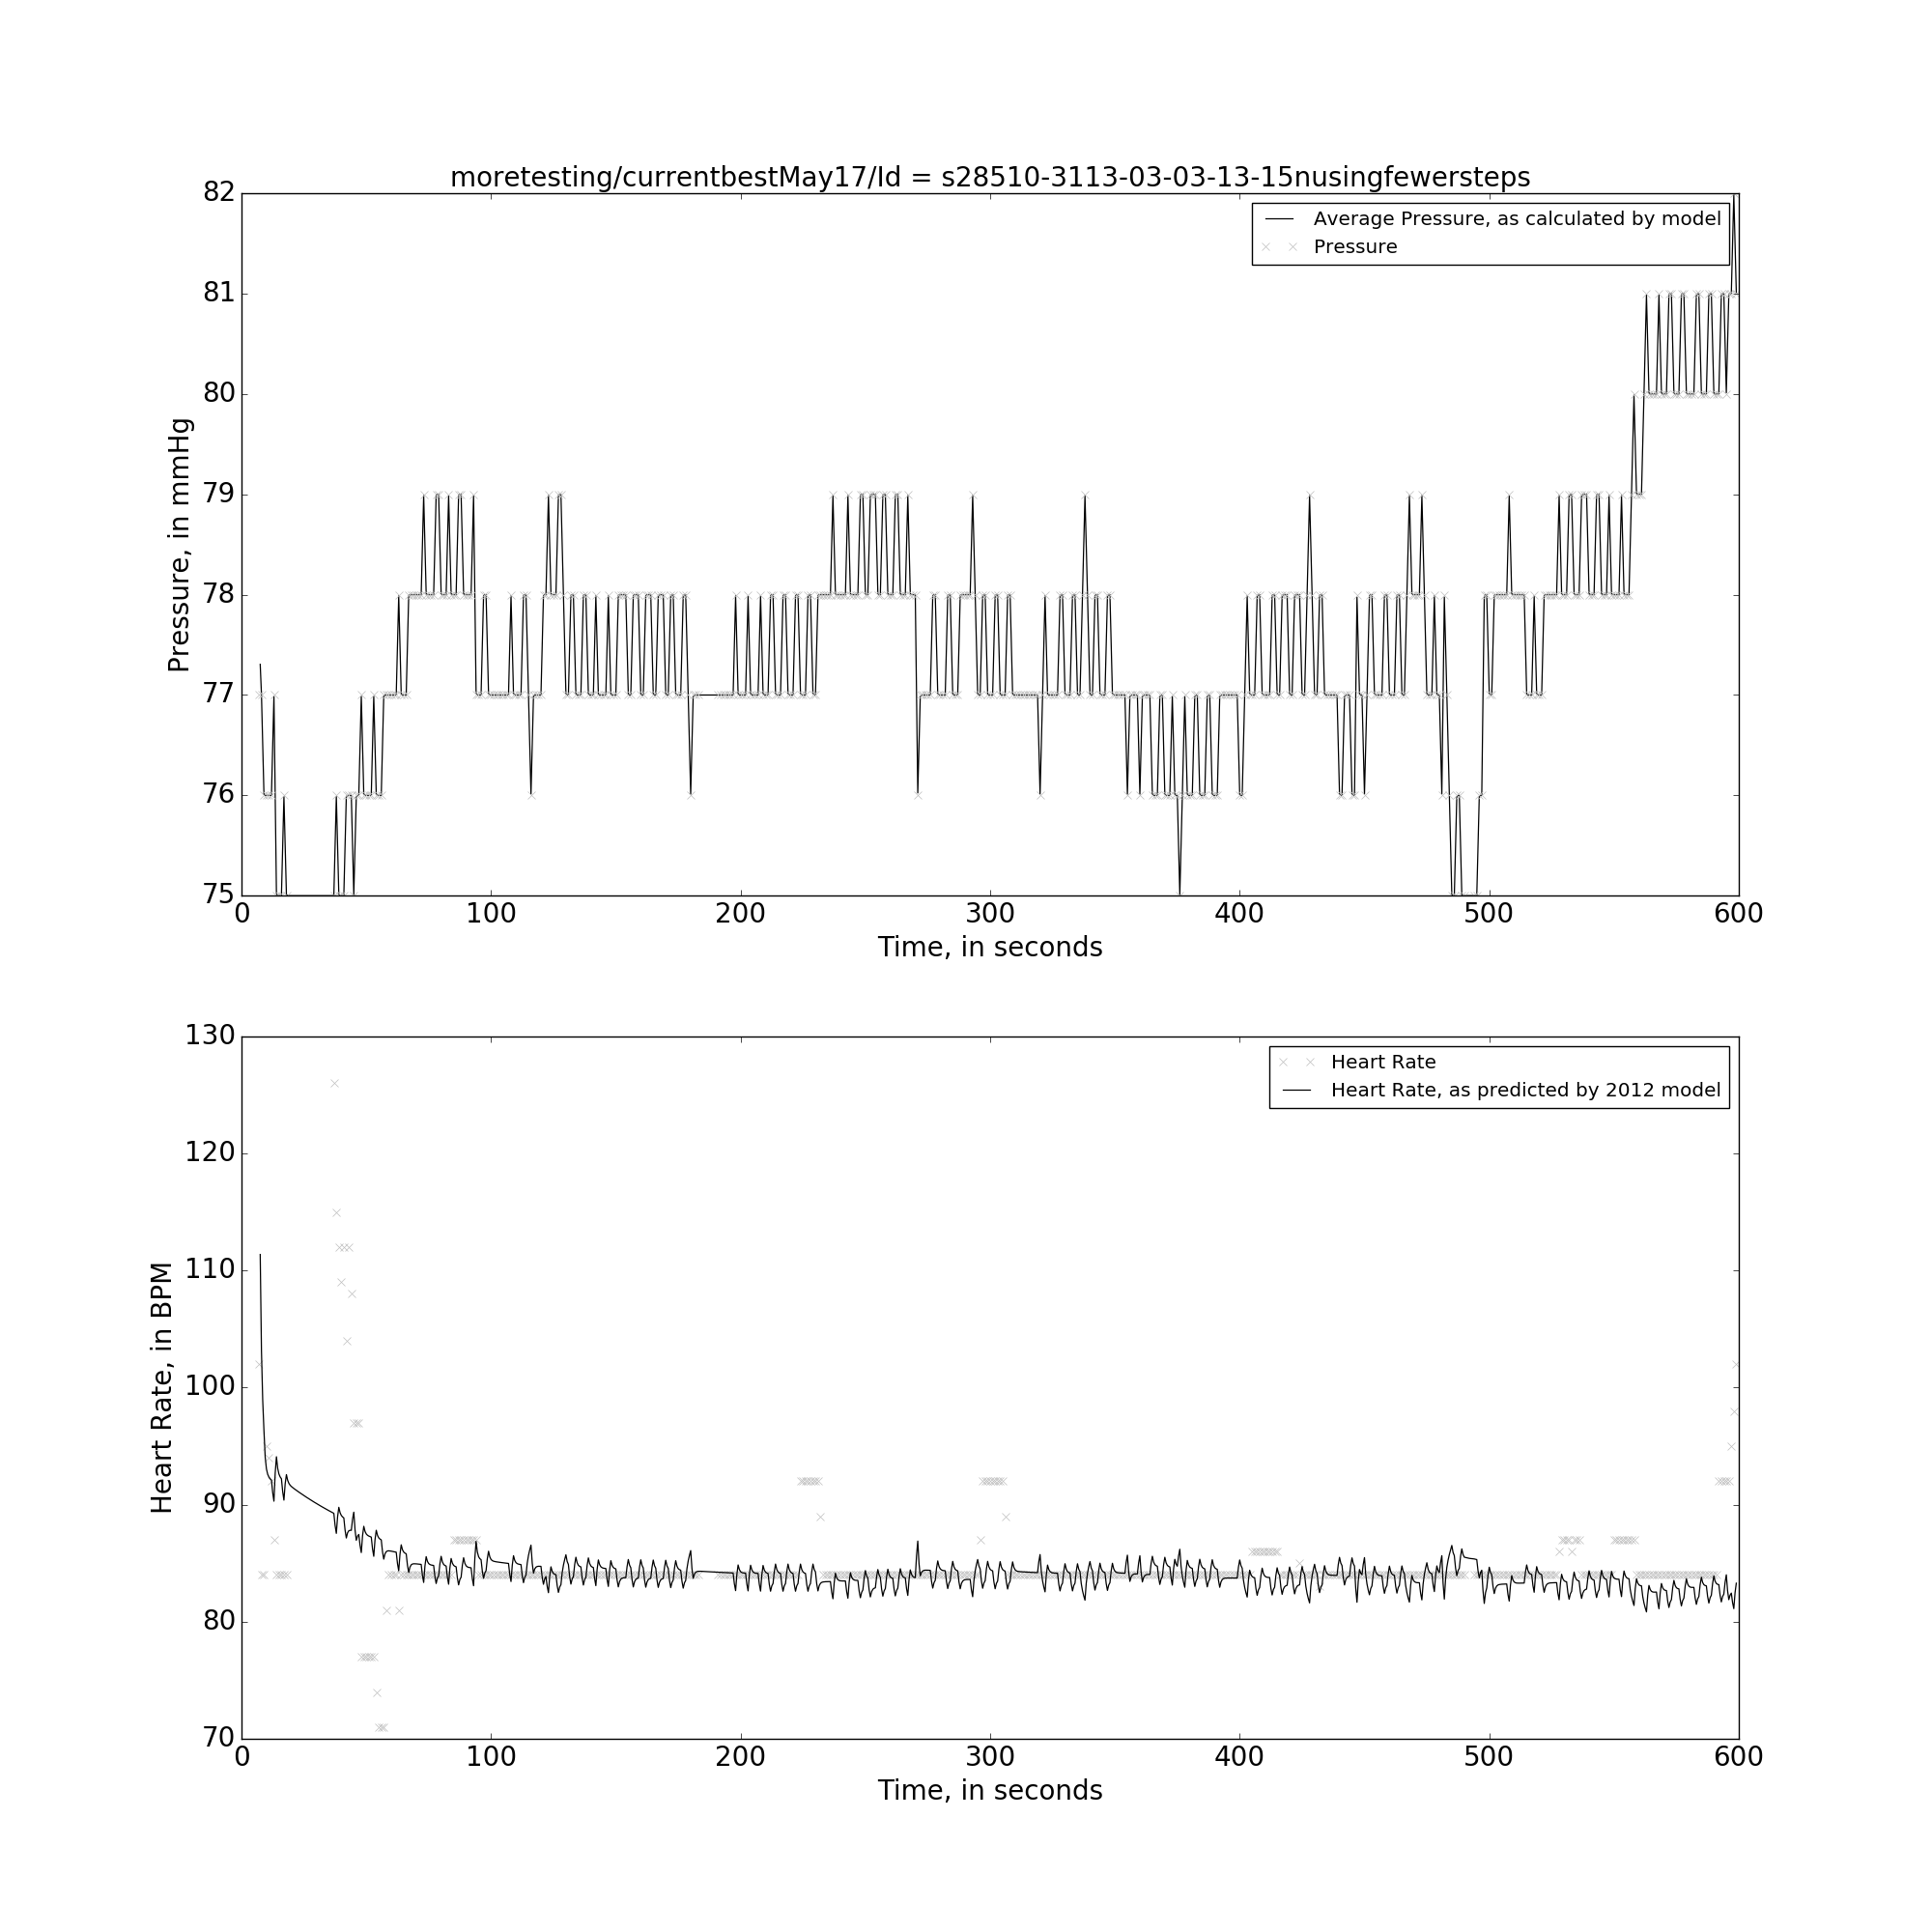 moretesting/currentbestMay17/Id = s28510-3113-03-03-13-15nusingfewersteps
82
81
80
79
78
77
76
75
Pressure, in mmHg
Average Pressure, as calculated by model
Pressure
0 100 200 300 400 500 600
Time, in seconds
130
120
110
100
90
80
70
Heart Rate, in BPM
Heart Rate
Heart Rate, as predicted by 2012 model
0 100 200 300 400 500 600
Time, in seconds